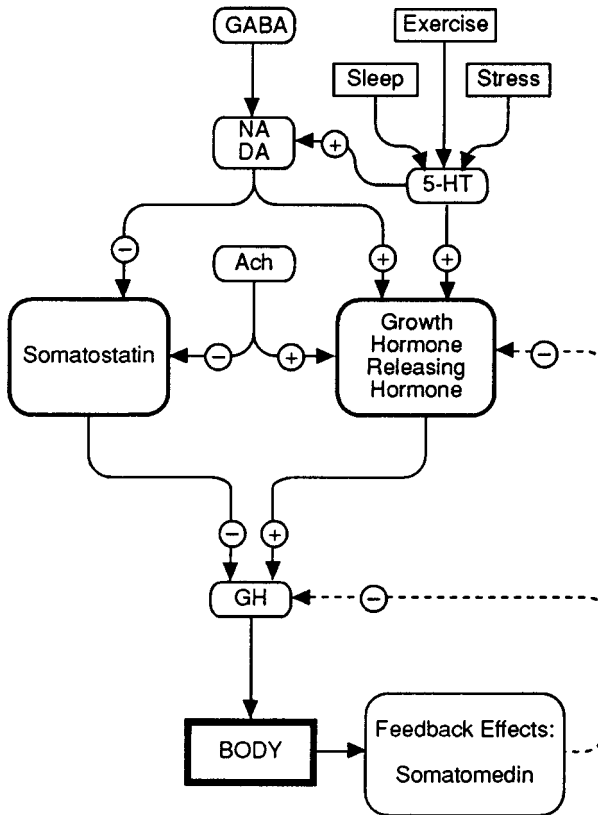 GABA
Exercise
Sleep
Stress
NA
DA
+
5-HT
−
+
+
Ach
Somatostatin
−
+
Growth
Hormone
Releasing
Hormone
−
−
+
GH
−
BODY
Feedback Effects:
Somatomedin